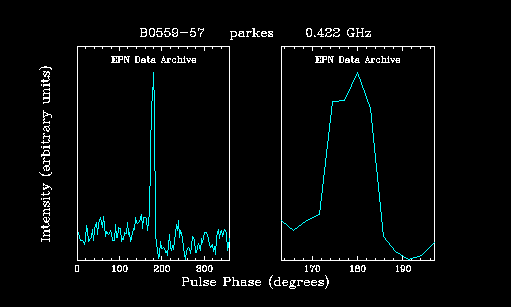 B0559-57 parkes 0.422 GHz
EPN Data Archive EPN Data Archive
Intensity (arbitrary units)
0 100 200 300 170 180 190
Pulse Phase (degrees)